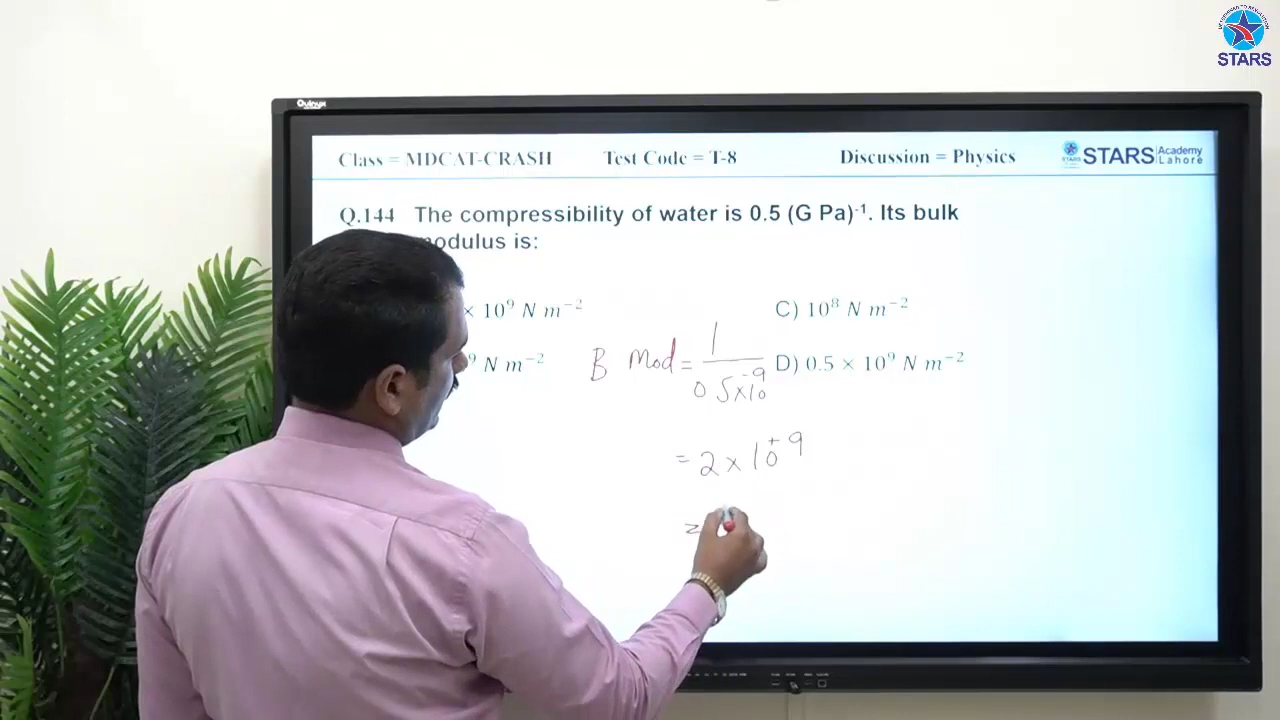 STARS
Qulnyx
Class = MDCAT-CRASH Test Code = T-8 Discussion = Physics STARS Academy Lahore
Q.144 The compressibility of water is 0.5 (G Pa)⁻¹. Its bulk
modulus is:
× 10⁹ N m⁻² C) 10⁸ N m⁻²
⁹ N m⁻² D) 0.5 × 10⁹ N m⁻²
B Mod = 1 / 0.5×10⁻⁹
= 2 × 10⁺⁹
=